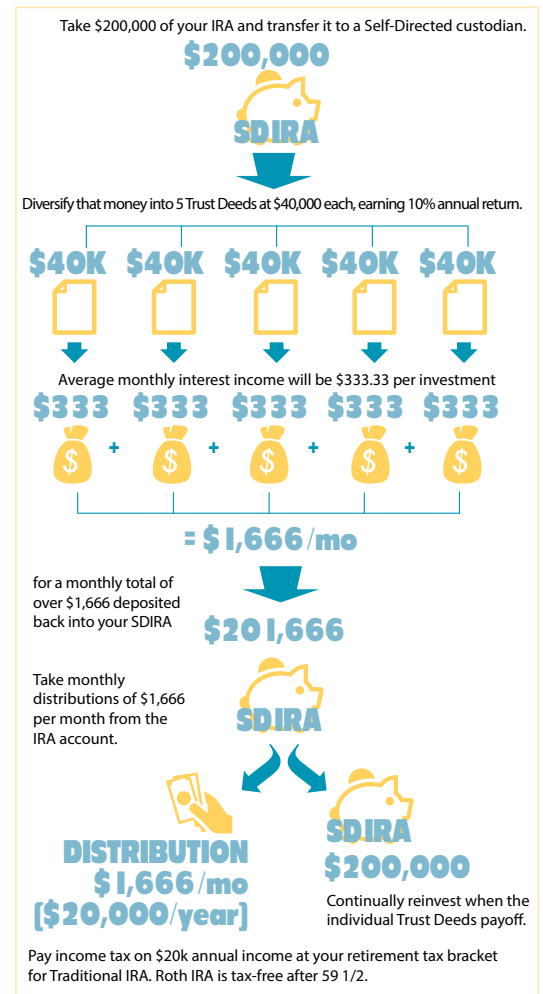 Take $200,000 of your IRA and transfer it to a Self-Directed custodian.
$200,000
SDIRA
Diversify that money into 5 Trust Deeds at $40,000 each, earning 10% annual return.
$40K $40K $40K $40K $40K
Average monthly interest income will be $333.33 per investment
$333 $333 $333 $333 $333
$ + $ + $ + $ + $
= $1,666/mo
for a monthly total of
over $1,666 deposited
back into your SDIRA
$201,666
Take monthly
distributions of $1,666
per month from the
IRA account.
SDIRA
DISTRIBUTION
$1,666/mo
($20,000/year)
SDIRA
$200,000
Continually reinvest when the
individual Trust Deeds payoff.
Pay income tax on $20k annual income at your retirement tax bracket
for Traditional IRA. Roth IRA is tax-free after 59 1/2.